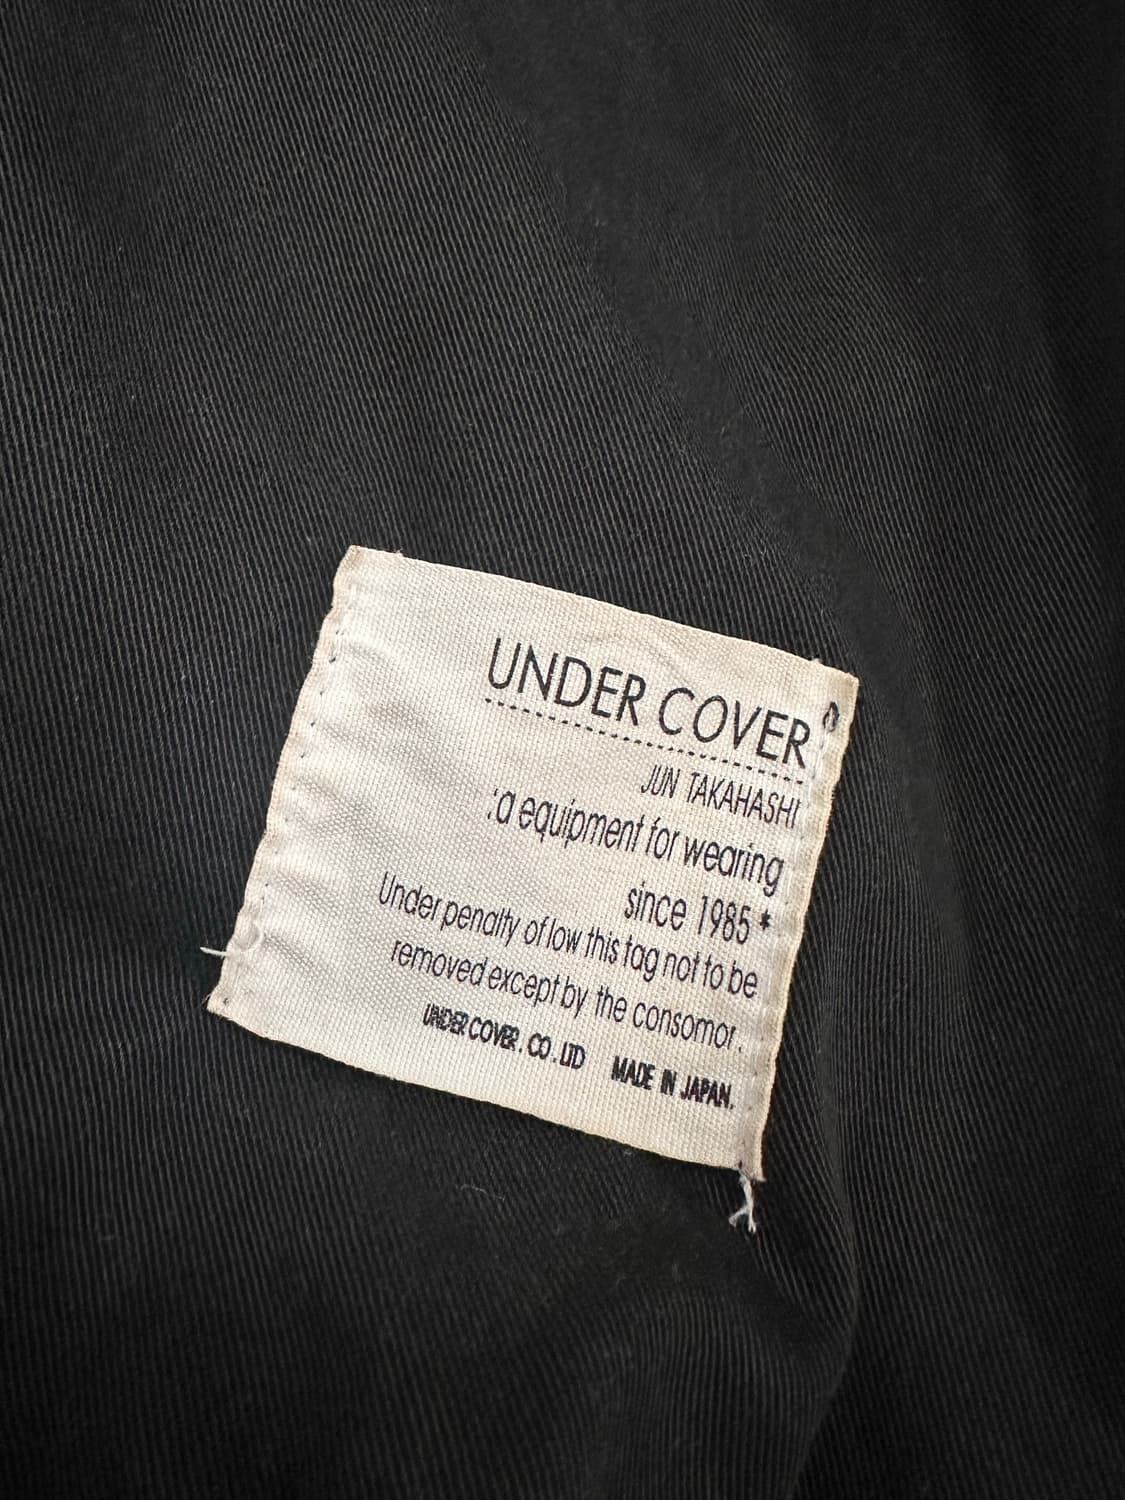 UNDER COVER
JUN TAKAHASHI
'a equipment for wearing
since 1985 *
Under penalty of low this tag not to be
removed except by the consomor.
UNDER COVER. CO. LTD MADE IN JAPAN.